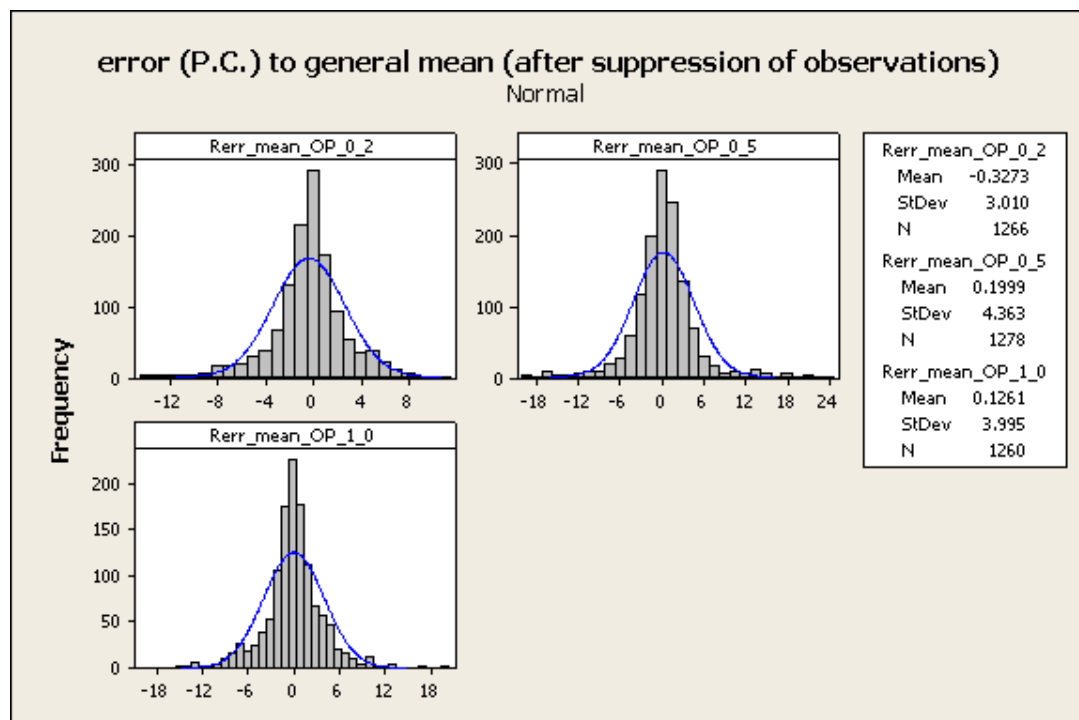 error (P.C.) to general mean (after suppression of observations)
Normal
Rerr_mean_OP_0_2
300
200
100
0
-12 -8 -4 0 4 8
Rerr_mean_OP_0_5
300
200
100
0
-18 -12 -6 0 6 12 18 24
Rerr_mean_OP_0_2
Mean -0.3273
StDev 3.010
N 1266
Rerr_mean_OP_0_5
Mean 0.1999
StDev 4.363
N 1278
Rerr_mean_OP_1_0
Mean 0.1261
StDev 3.995
N 1260
Frequency
Rerr_mean_OP_1_0
200
150
100
50
0
-18 -12 -6 0 6 12 18